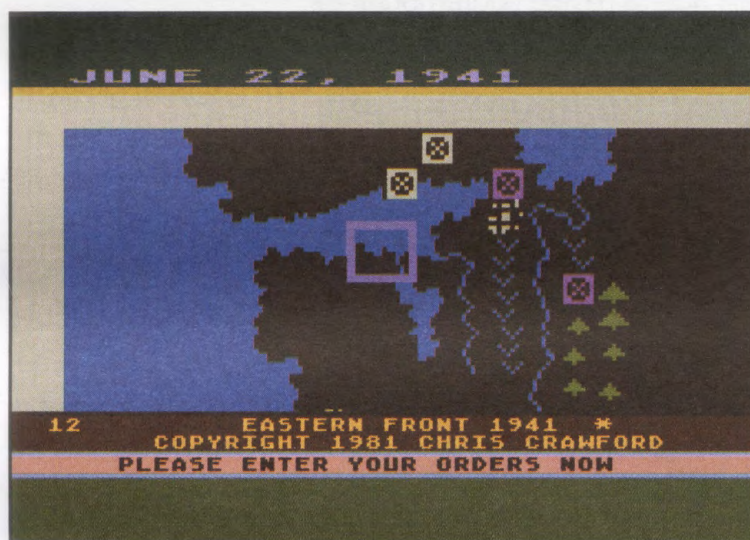 JUNE 22, 1941
12 EASTERN FRONT 1941 *
COPYRIGHT 1981 CHRIS CRAWFORD
PLEASE ENTER YOUR ORDERS NOW